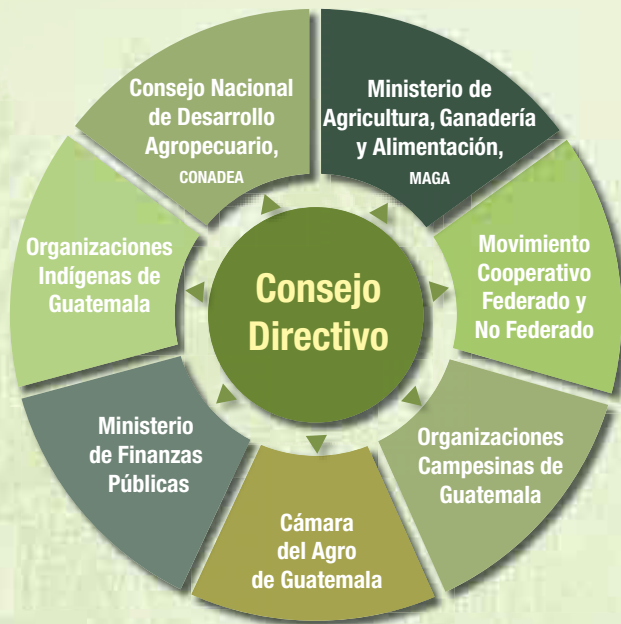 Consejo Nacional
de Desarrollo
Agropecuario,
CONADEA
Ministerio de
Agricultura, Ganadería
y Alimentación,
MAGA
Movimiento
Cooperativo
Federado y
No Federado
Organizaciones
Campesinas de
Guatemala
Cámara
del Agro
de Guatemala
Ministerio
de Finanzas
Públicas
Organizaciones
Indígenas de
Guatemala
Consejo
Directivo